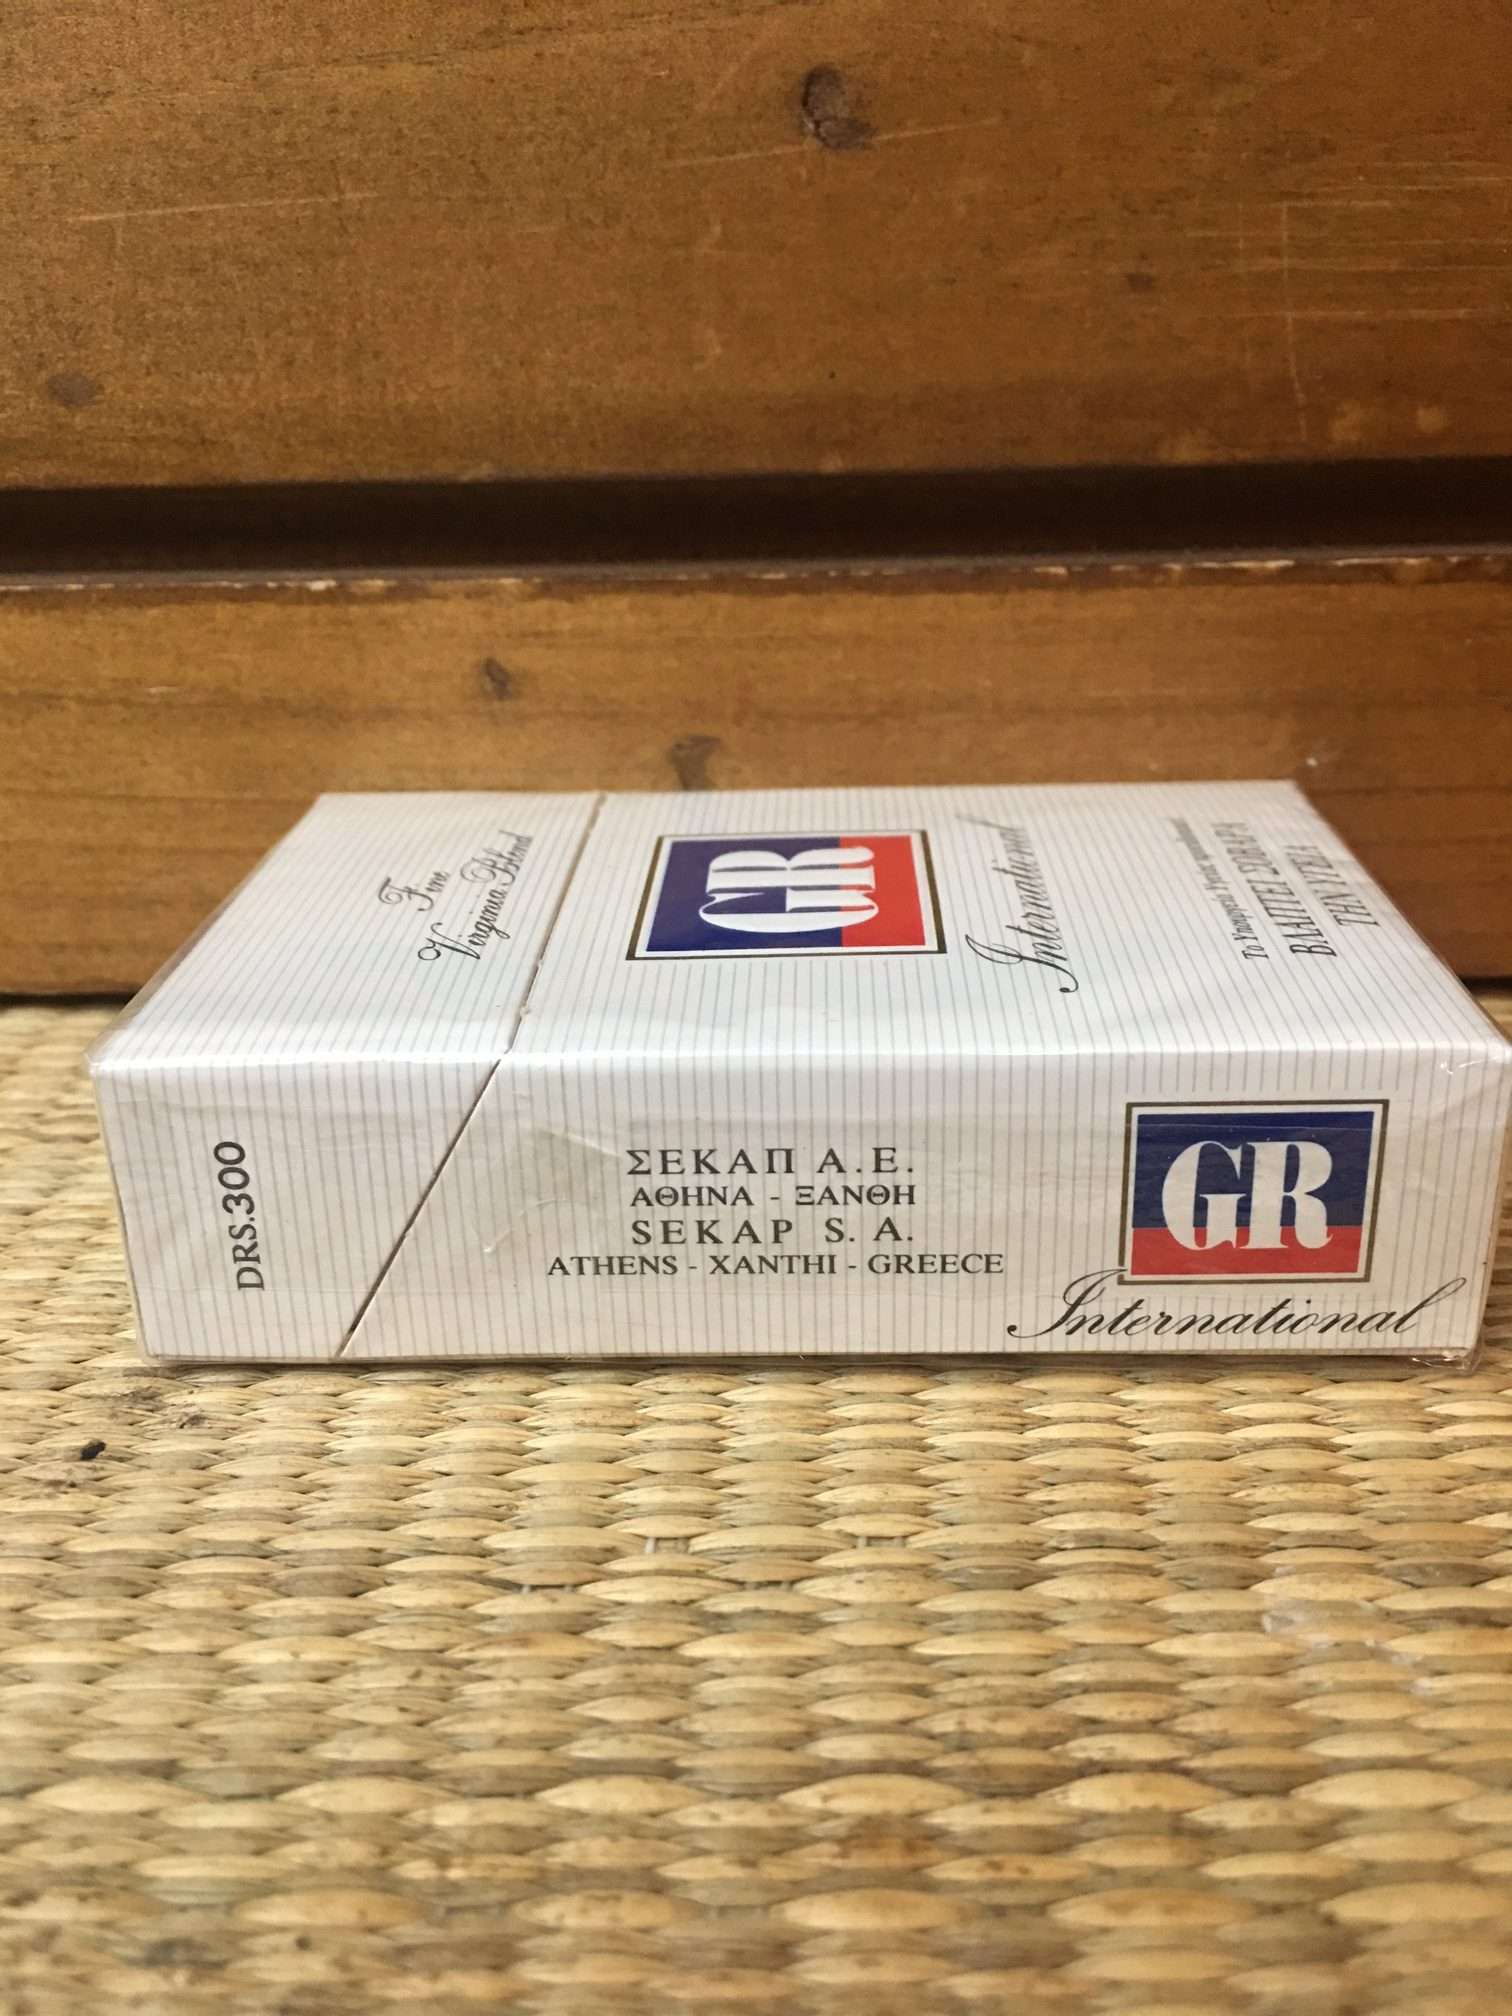 Fine
Virginia Blend
GR
International
Το Υπουργείο Υγείας προειδοποιεί:
ΒΛΑΠΤΕΙ ΣΟΒΑΡΑ
ΤΗΝ ΥΓΕΙΑ
DRS.300
ΣΕΚΑΠ Α.Ε.
ΑΘΗΝΑ - ΞΑΝΘΗ
SEKAP S. A.
ATHENS - XANTHI - GREECE
GR
International